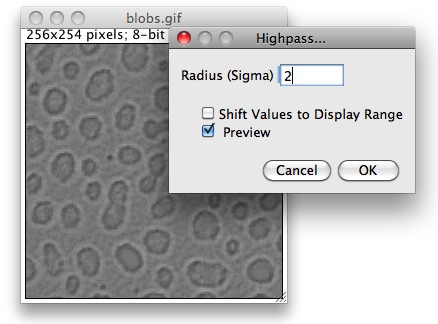 blobs.gif
256x254 pixels; 8-bit
Highpass...
Radius (Sigma) 2
Shift Values to Display Range
Preview
Cancel OK